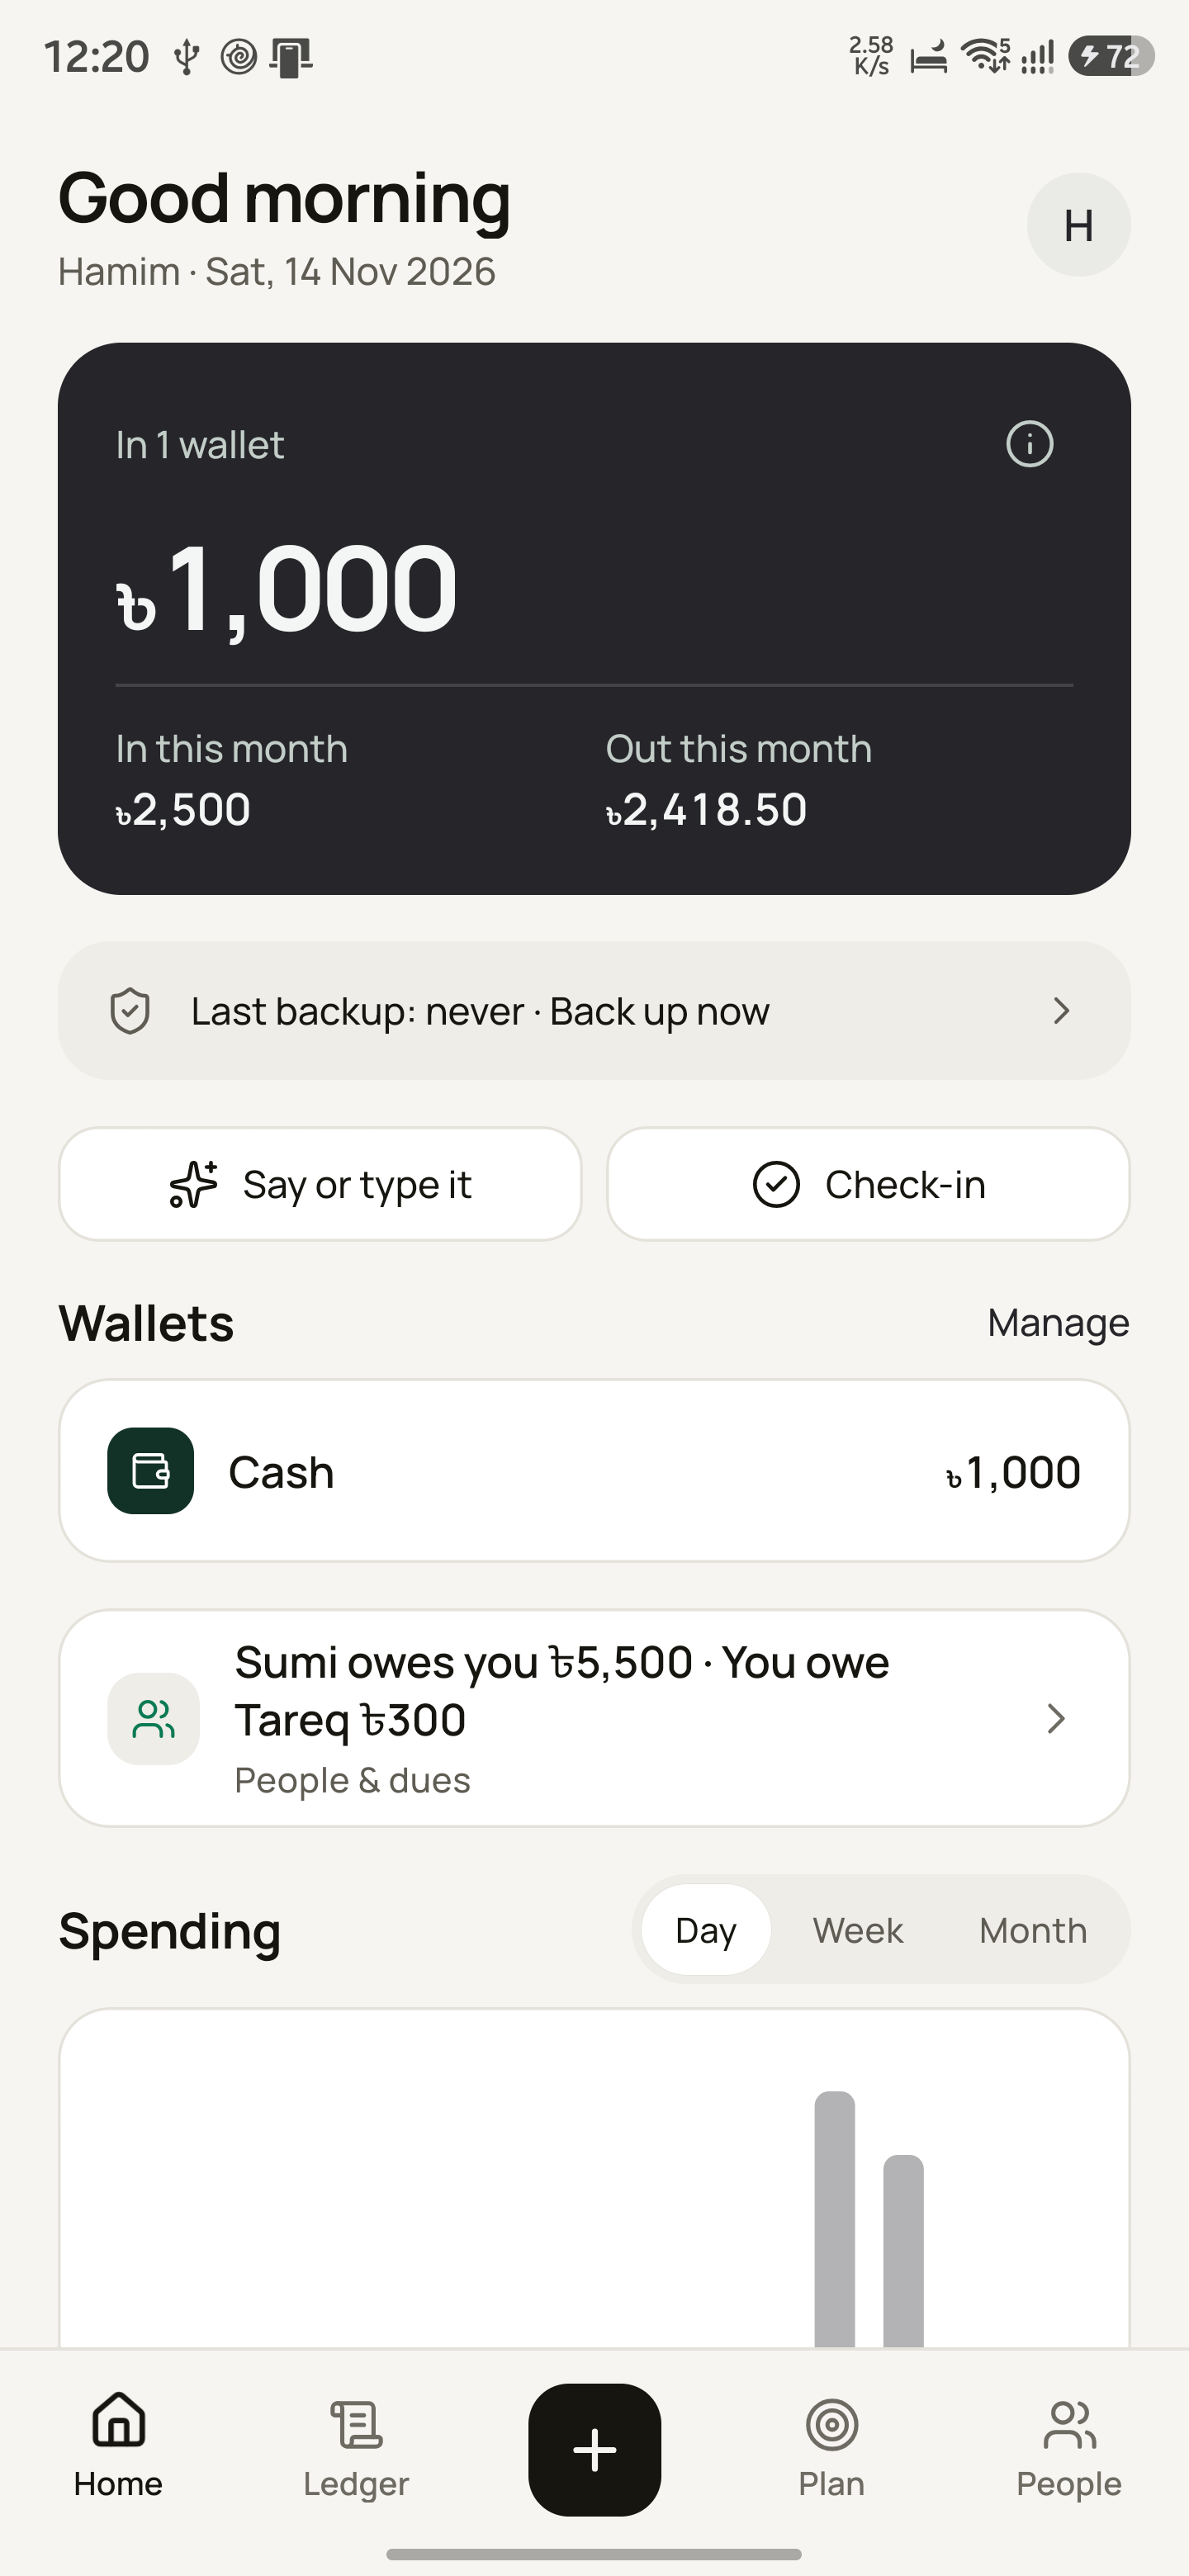 12:20
2.58
K/s
5
72
Good morning
H
Hamim · Sat, 14 Nov 2026
In 1 wallet
৳1,000
In this month
Out this month
৳2,500
৳2,418.50
Last backup: never · Back up now
Say or type it
Check-in
Wallets
Manage
Cash
৳1,000
Sumi owes you ৳5,500 · You owe
Tareq ৳300
People & dues
Spending
Day
Week
Month
Home
Ledger
Plan
People